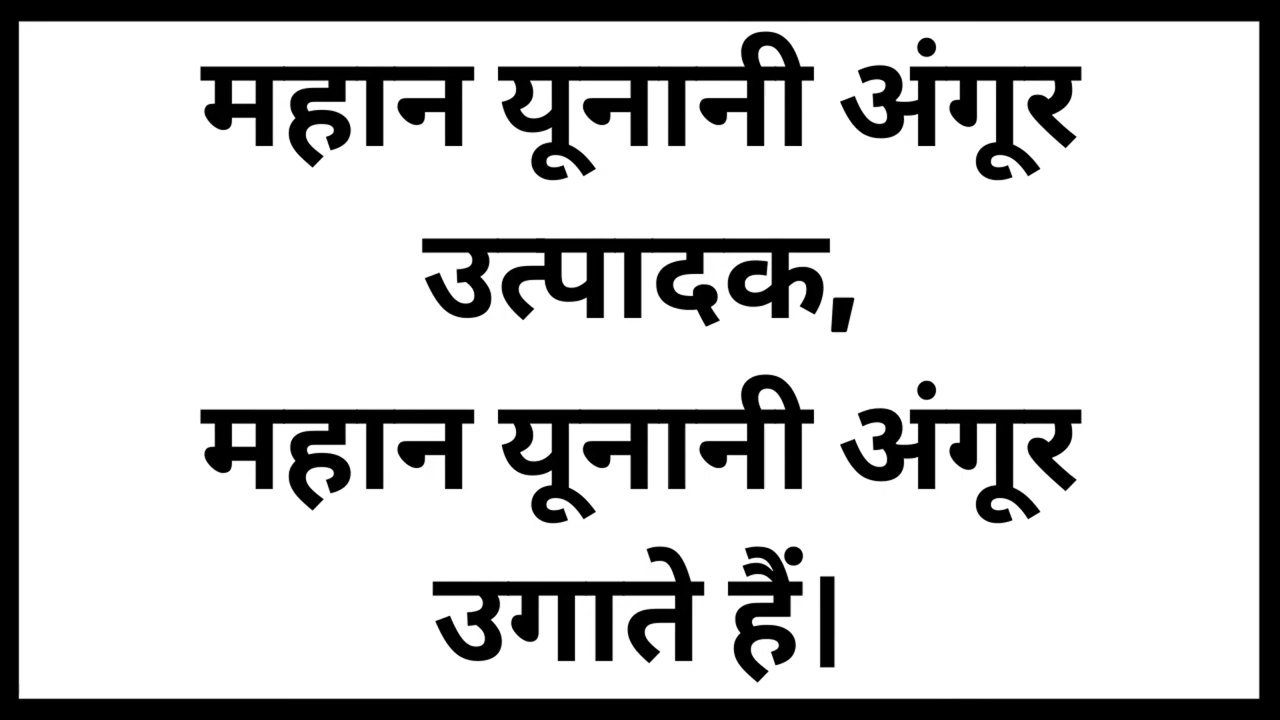 महान यूनानी अंगूर
उत्पादक,
महान यूनानी अंगूर
उगाते हैं।